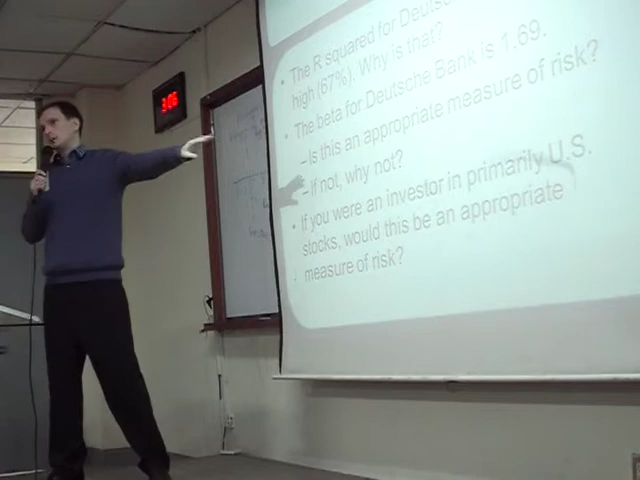 The R squared for Deutsc
high (67%). Why is that?
The beta for Deutsche Bank is 1.69.
–Is this an appropriate measure of risk?
–If not, why not?
If you were an investor in primarily U.S.
stocks, would this be an appropriate
measure of risk?